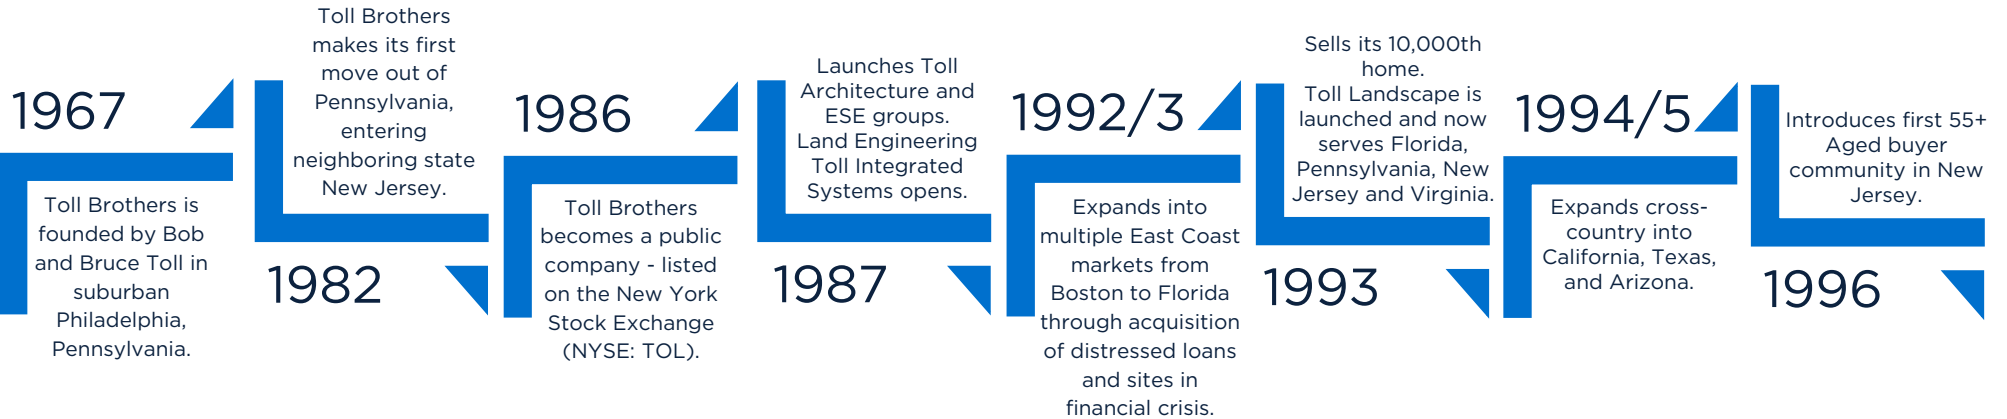 1967
Toll Brothers is
founded by Bob
and Bruce Toll in
suburban
Philadelphia,
Pennsylvania.
Toll Brothers
makes its first
move out of
Pennsylvania,
entering
neighboring state
New Jersey.
1982
1986
Toll Brothers
becomes a public
company - listed
on the New York
Stock Exchange
(NYSE: TOL).
Launches Toll
Architecture and
ESE groups.
Land Engineering
Toll Integrated
Systems opens.
1987
1992/3
Expands into
multiple East Coast
markets from
Boston to Florida
through acquisition
of distressed loans
and sites in
financial crisis.
Sells its 10,000th
home.
Toll Landscape is
launched and now
serves Florida,
Pennsylvania, New
Jersey and Virginia.
1993
1994/5
Expands cross-
country into
California, Texas,
and Arizona.
Introduces first 55+
Aged buyer
community in New
Jersey.
1996